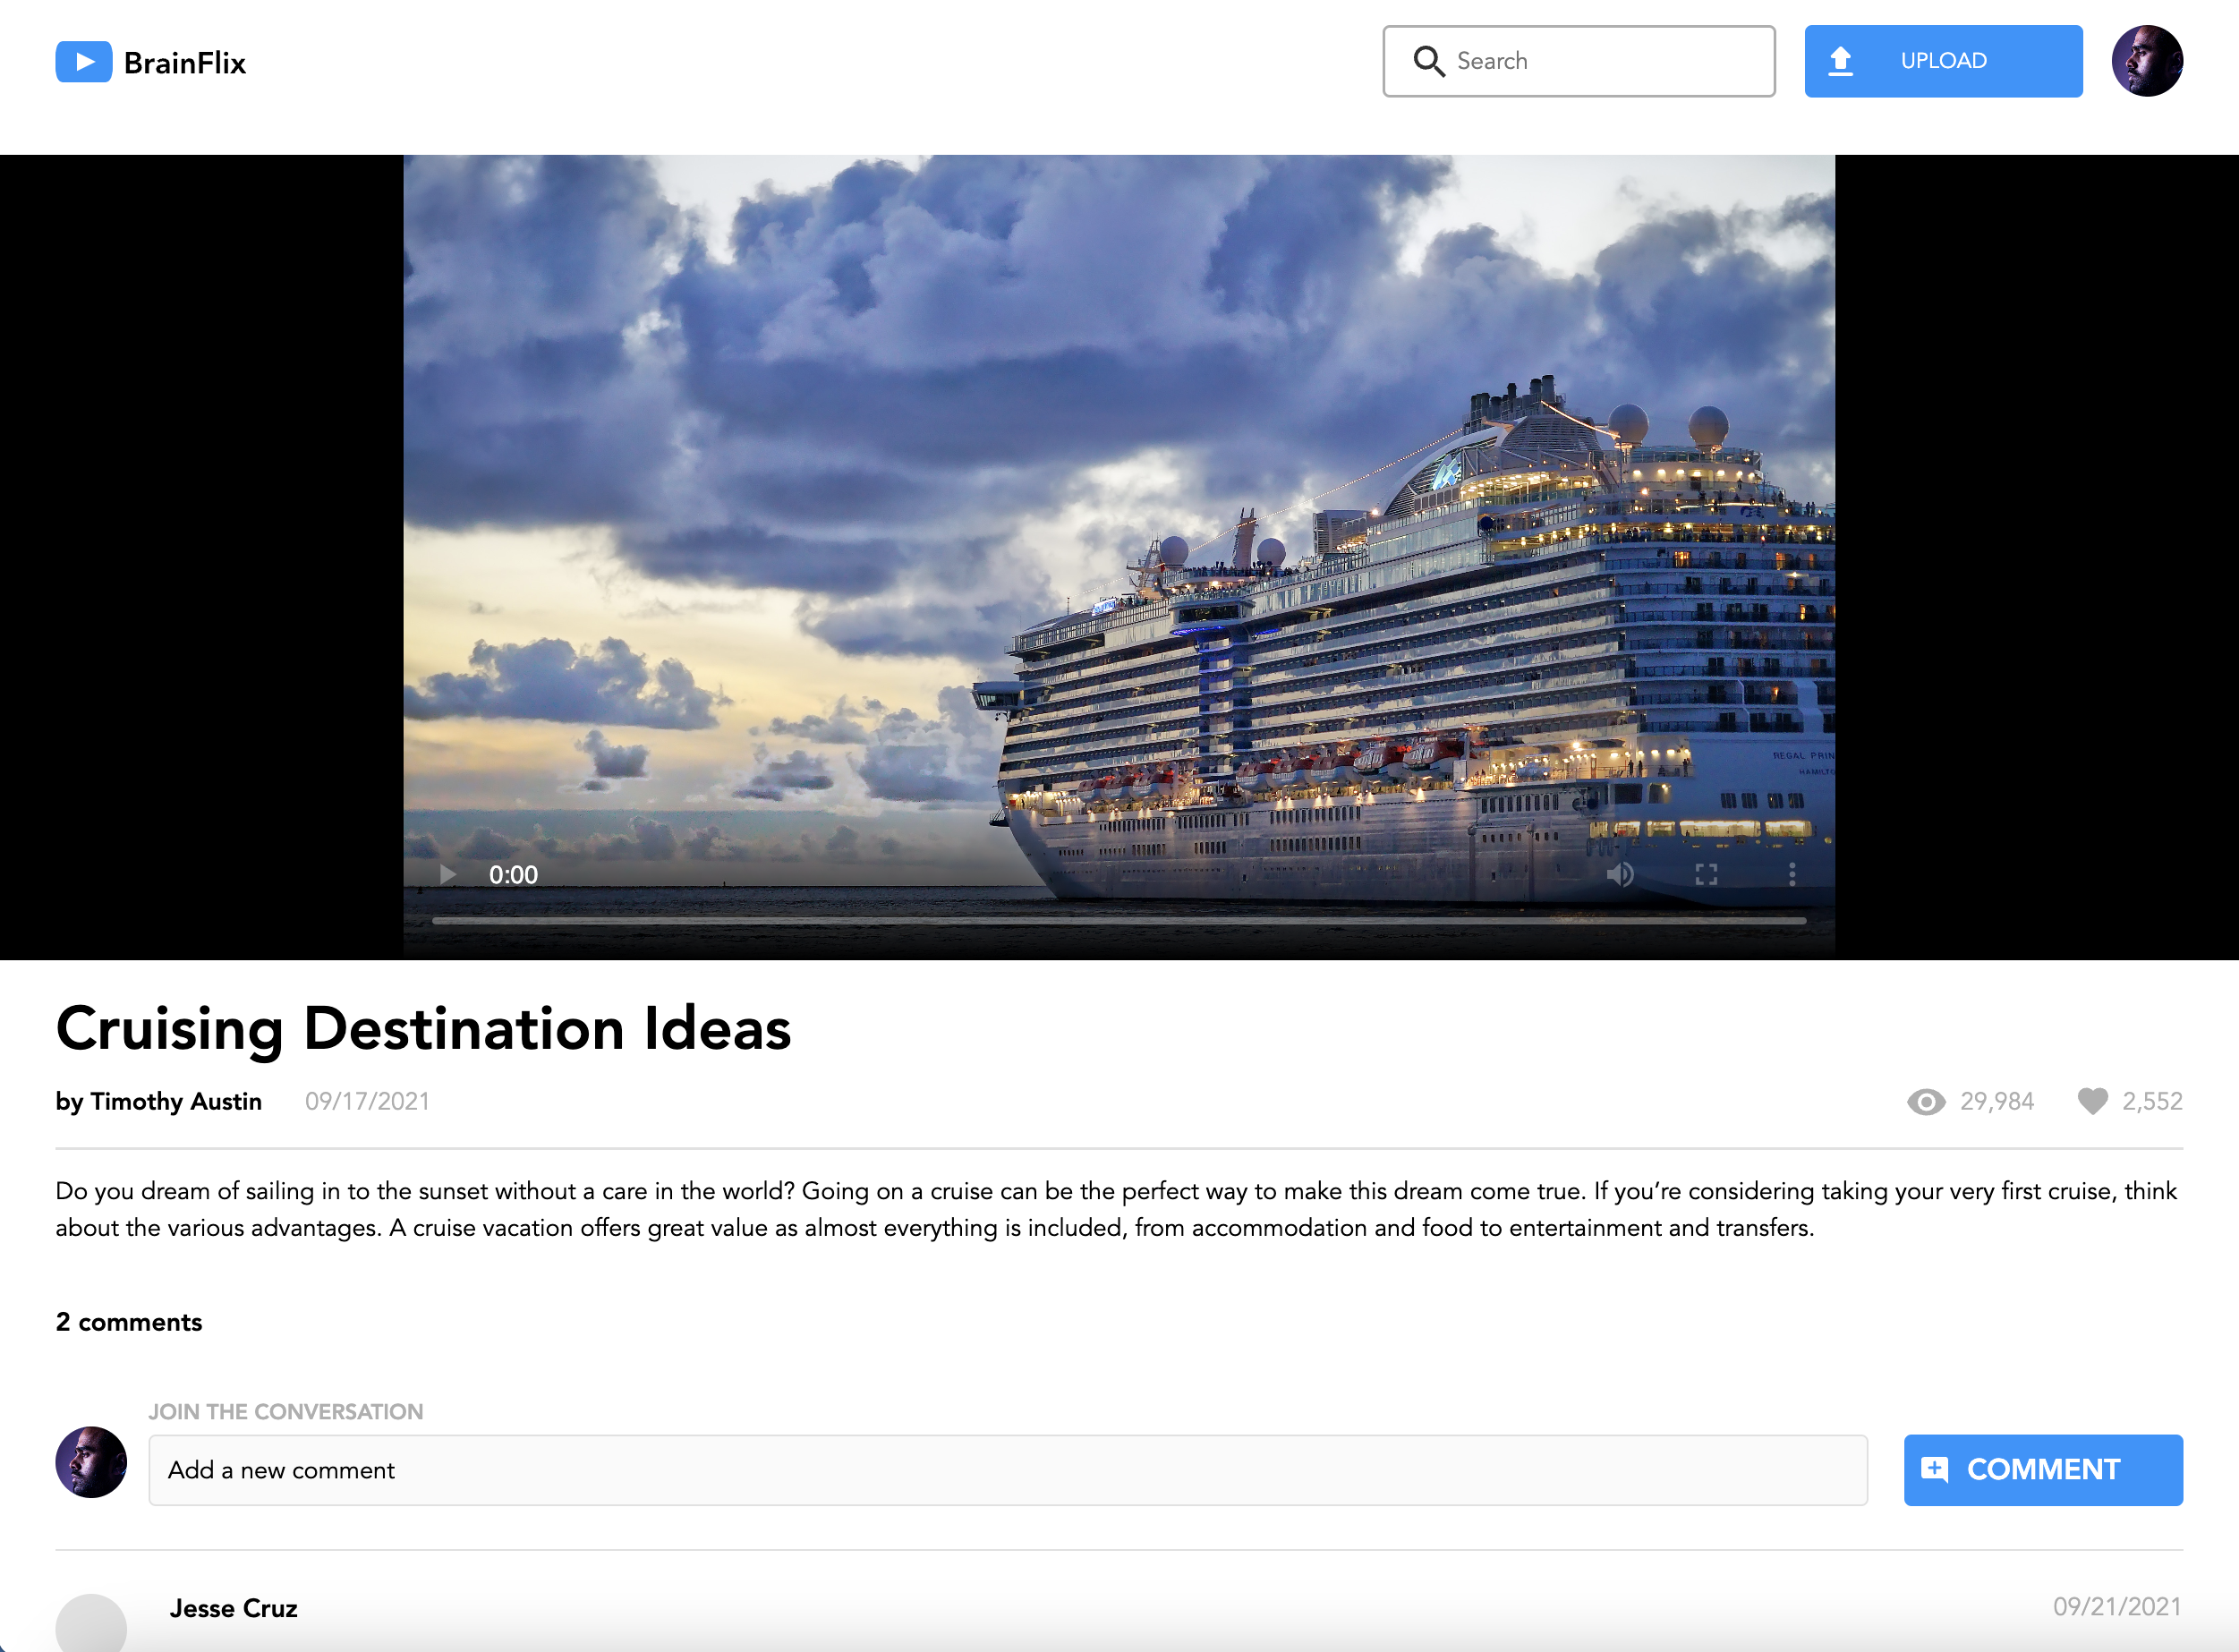 BrainFlix
Search
UPLOAD
REGAL PRIN
HAMILTO
0:00
Cruising Destination Ideas
by Timothy Austin 09/17/2021
29,984 2,552
Do you dream of sailing in to the sunset without a care in the world? Going on a cruise can be the perfect way to make this dream come true. If you’re considering taking your very first cruise, think
about the various advantages. A cruise vacation offers great value as almost everything is included, from accommodation and food to entertainment and transfers.
2 comments
JOIN THE CONVERSATION
Add a new comment
COMMENT
Jesse Cruz 09/21/2021